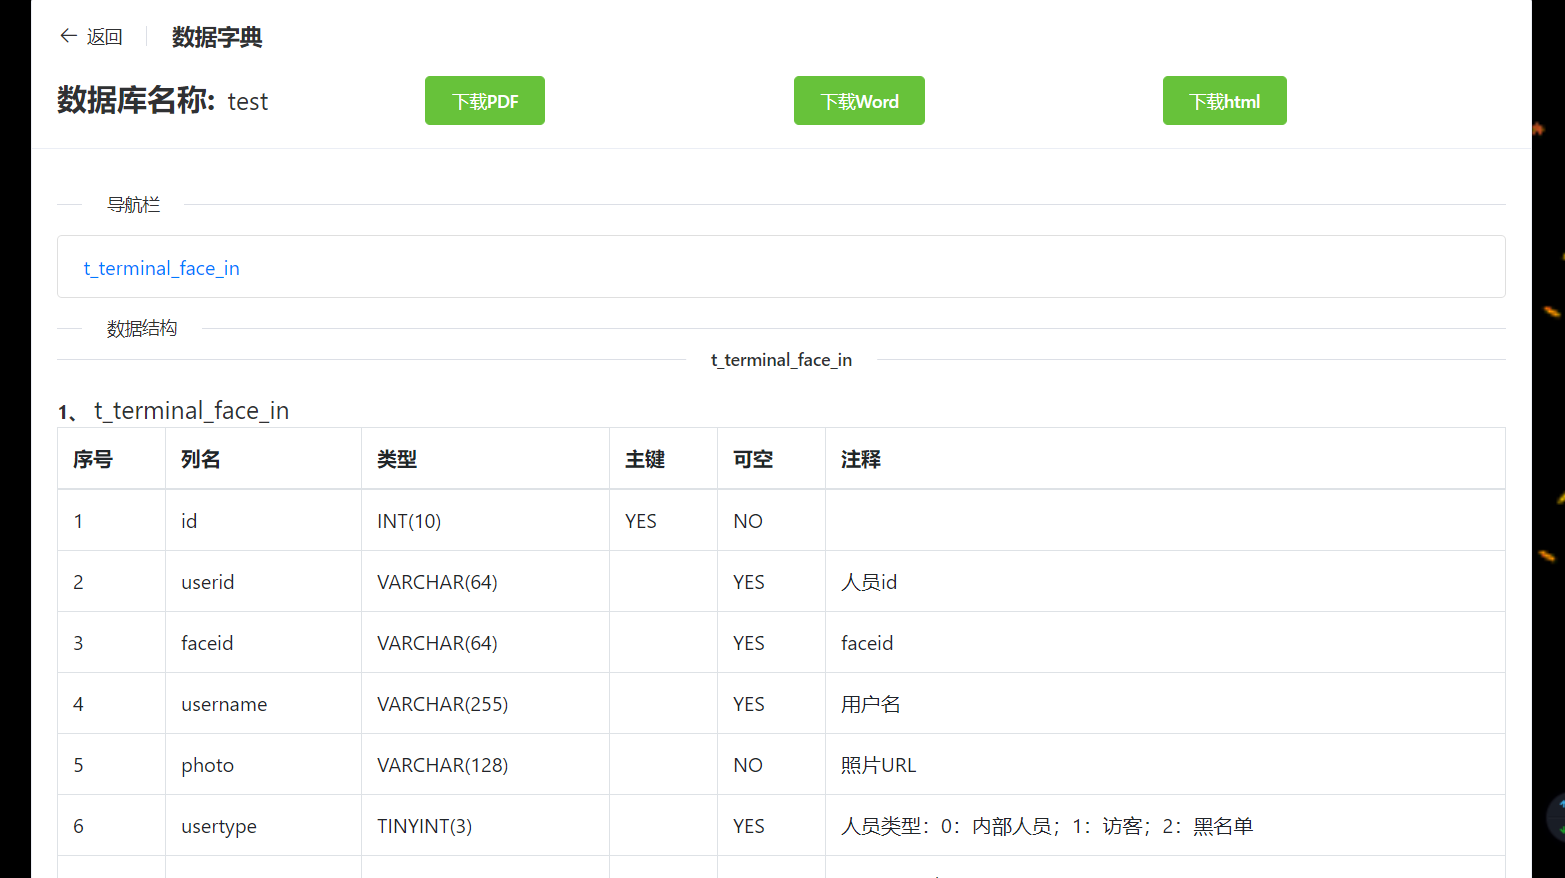 返回 数据字典
数据库名称: test 下载PDF 下载Word 下载html
导航栏
t_terminal_face_in
数据结构
t_terminal_face_in
1、 t_terminal_face_in
序号 列名 类型 主键 可空 注释
1 id INT(10) YES NO
2 userid VARCHAR(64) YES 人员id
3 faceid VARCHAR(64) YES faceid
4 username VARCHAR(255) YES 用户名
5 photo VARCHAR(128) NO 照片URL
6 usertype TINYINT(3) YES 人员类型：0：内部人员；1：访客；2：黑名单